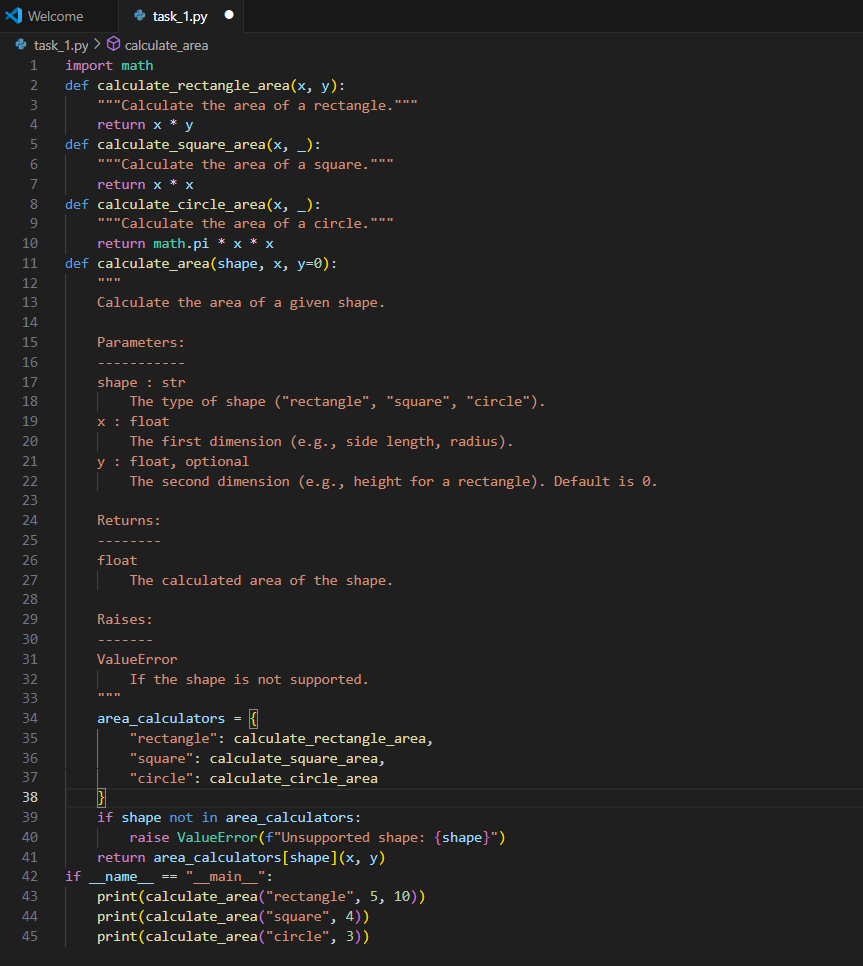 Welcome
task_1.py
task_1.py > calculate_area
1 import math
2 def calculate_rectangle_area(x, y):
3     """Calculate the area of a rectangle."""
4     return x * y
5 def calculate_square_area(x, _):
6     """Calculate the area of a square."""
7     return x * x
8 def calculate_circle_area(x, _):
9     """Calculate the area of a circle."""
10     return math.pi * x * x
11 def calculate_area(shape, x, y=0):
12     """
13     Calculate the area of a given shape.
14
15     Parameters:
16     -----------
17     shape : str
18         The type of shape ("rectangle", "square", "circle").
19     x : float
20         The first dimension (e.g., side length, radius).
21     y : float, optional
22         The second dimension (e.g., height for a rectangle). Default is 0.
23
24     Returns:
25     --------
26     float
27         The calculated area of the shape.
28
29     Raises:
30     -------
31     ValueError
32         If the shape is not supported.
33     """
34     area_calculators = {
35         "rectangle": calculate_rectangle_area,
36         "square": calculate_square_area,
37         "circle": calculate_circle_area
38     }
39     if shape not in area_calculators:
40         raise ValueError(f"Unsupported shape: {shape}")
41     return area_calculators[shape](x, y)
42 if __name__ == "__main__":
43     print(calculate_area("rectangle", 5, 10))
44     print(calculate_area("square", 4))
45     print(calculate_area("circle", 3))